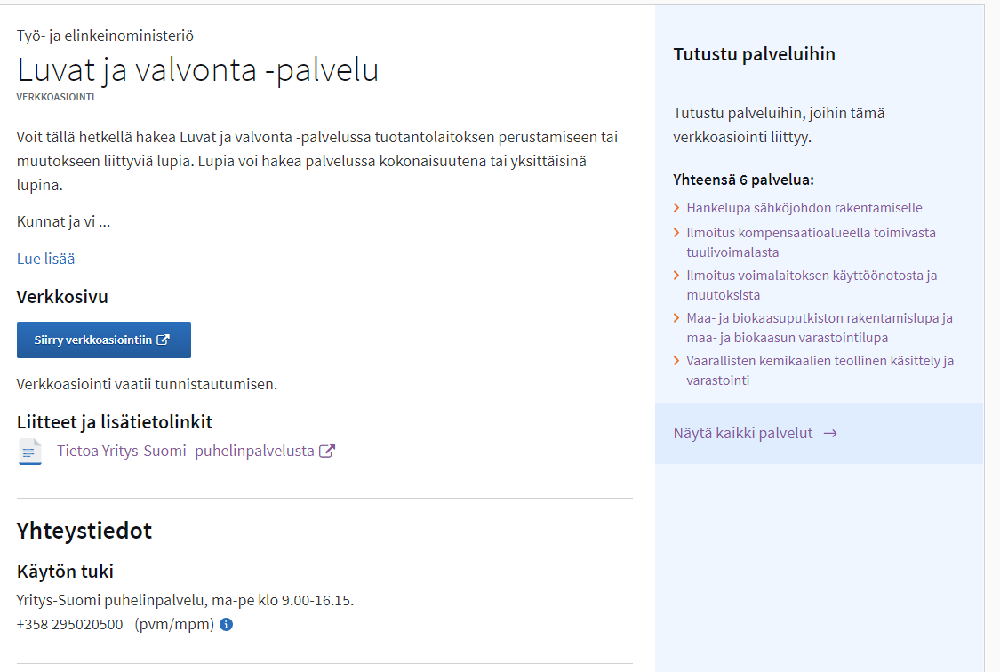 Työ- ja elinkeinoministeriö
Luvat ja valvonta -palvelu
VERKKOASIOINTI
Voit tällä hetkellä hakea Luvat ja valvonta -palvelussa tuotantolaitoksen perustamiseen tai
muutokseen liittyviä lupia. Lupia voi hakea palvelussa kokonaisuutena tai yksittäisinä
lupina.
Kunnat ja vi ...
Lue lisää
Verkkosivu
Siirry verkkoasiointiin
Verkkoasiointi vaatii tunnistautumisen.
Liitteet ja lisätietolinkit
Tietoa Yritys-Suomi -puhelinpalvelusta
Yhteystiedot
Käytön tuki
Yritys-Suomi puhelinpalvelu, ma-pe klo 9.00-16.15.
+358 295020500 (pvm/mpm)
Tutustu palveluihin
Tutustu palveluihin, joihin tämä
verkkoasiointi liittyy.
Yhteensä 6 palvelua:
Hankelupa sähköjohdon rakentamiselle
Ilmoitus kompensaatioalueella toimivasta
tuulivoimalasta
Ilmoitus voimalaitoksen käyttöönotosta ja
muutoksista
Maa- ja biokaasuputkiston rakentamislupa ja
maa- ja biokaasun varastointilupa
Vaarallisten kemikaalien teollinen käsittely ja
varastointi
Näytä kaikki palvelut →